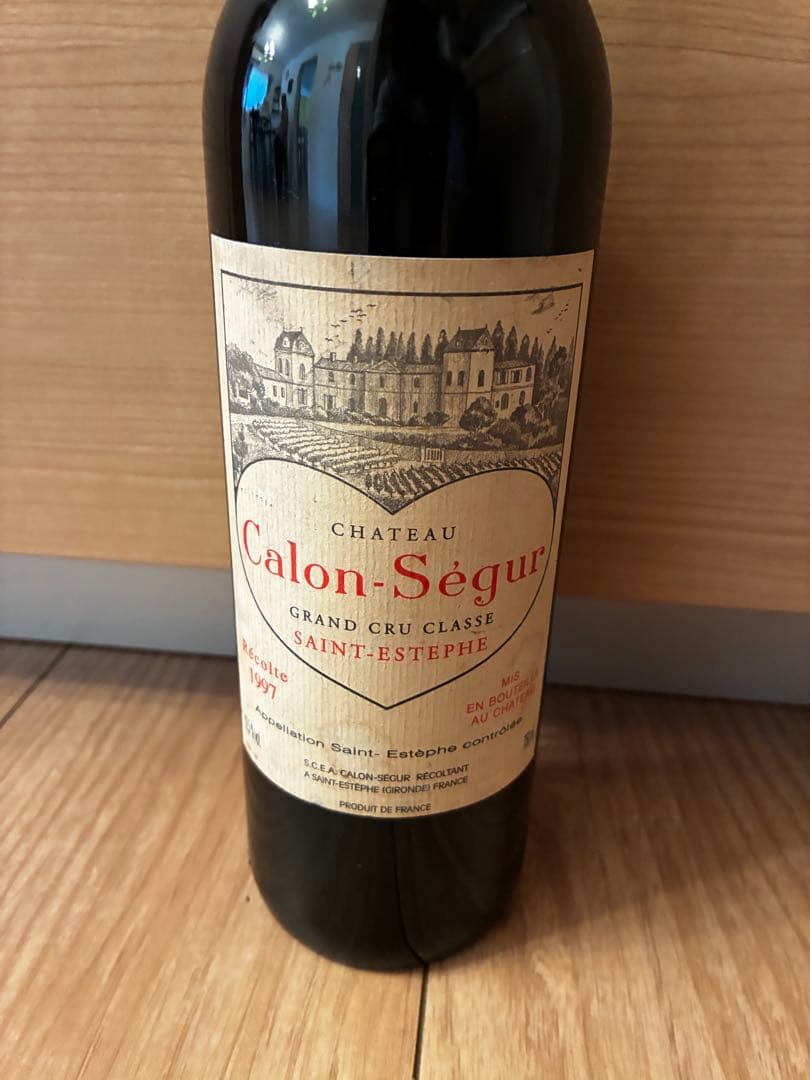 CHATEAU
Calon-Ségur
GRAND CRU CLASSE
SAINT-ESTEPHE
Récolte
1997
MIS
EN BOUTEILLE
AU CHATEAU
Appellation Saint-Estèphe contrôlée
S.C.E.A. CALON-SÉGUR RÉCOLTANT
A SAINT-ESTÈPHE (GIRONDE) FRANCE
PRODUIT DE FRANCE